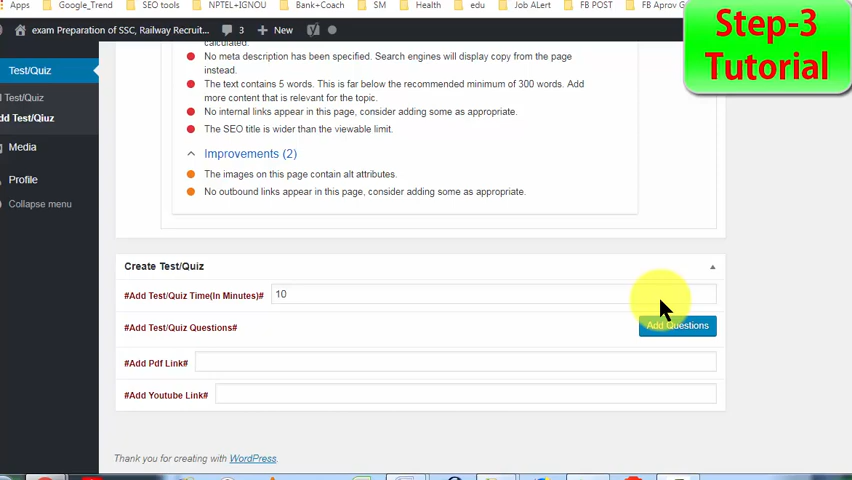 Apps Google_Trend SEO tools NPTEL+IGNOU Bank+Coach SM Health edu Job ALert FB POST FB Aprov G
exam Preparation of SSC, Railway Recruit... 3 New
Step-3
Tutorial
Test/Quiz
calculated.
No meta description has been specified. Search engines will display copy from the page
instead.
l Test/Quiz
The text contains 5 words. This is far below the recommended minimum of 300 words. Add
more content that is relevant for the topic.
dd Test/Qiuz
No internal links appear in this page, consider adding some as appropriate.
The SEO title is wider than the viewable limit.
Media
Improvements (2)
Profile
The images on this page contain alt attributes.
No outbound links appear in this page, consider adding some as appropriate.
Collapse menu
Create Test/Quiz
#Add Test/Quiz Time(In Minutes)# 10
#Add Test/Quiz Questions# Add Questions
#Add Pdf Link#
#Add Youtube Link#
Thank you for creating with WordPress.